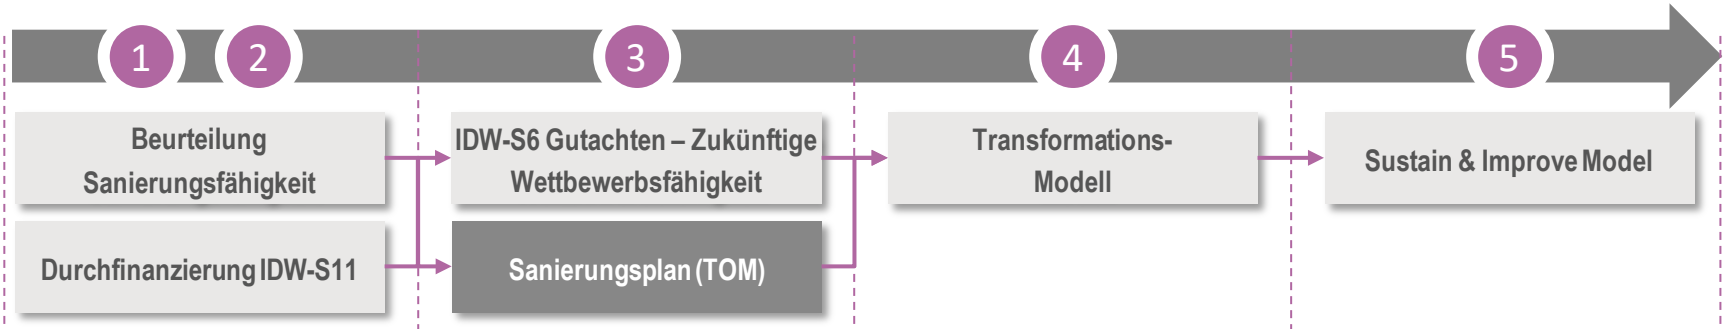 1
2
3
4
5
Beurteilung
Sanierungsfähigkeit
IDW-S6 Gutachten – Zukünftige
Wettbewerbsfähigkeit
Transformations-
Modell
Sustain & Improve Model
Durchfinanzierung IDW-S11
Sanierungsplan (TOM)